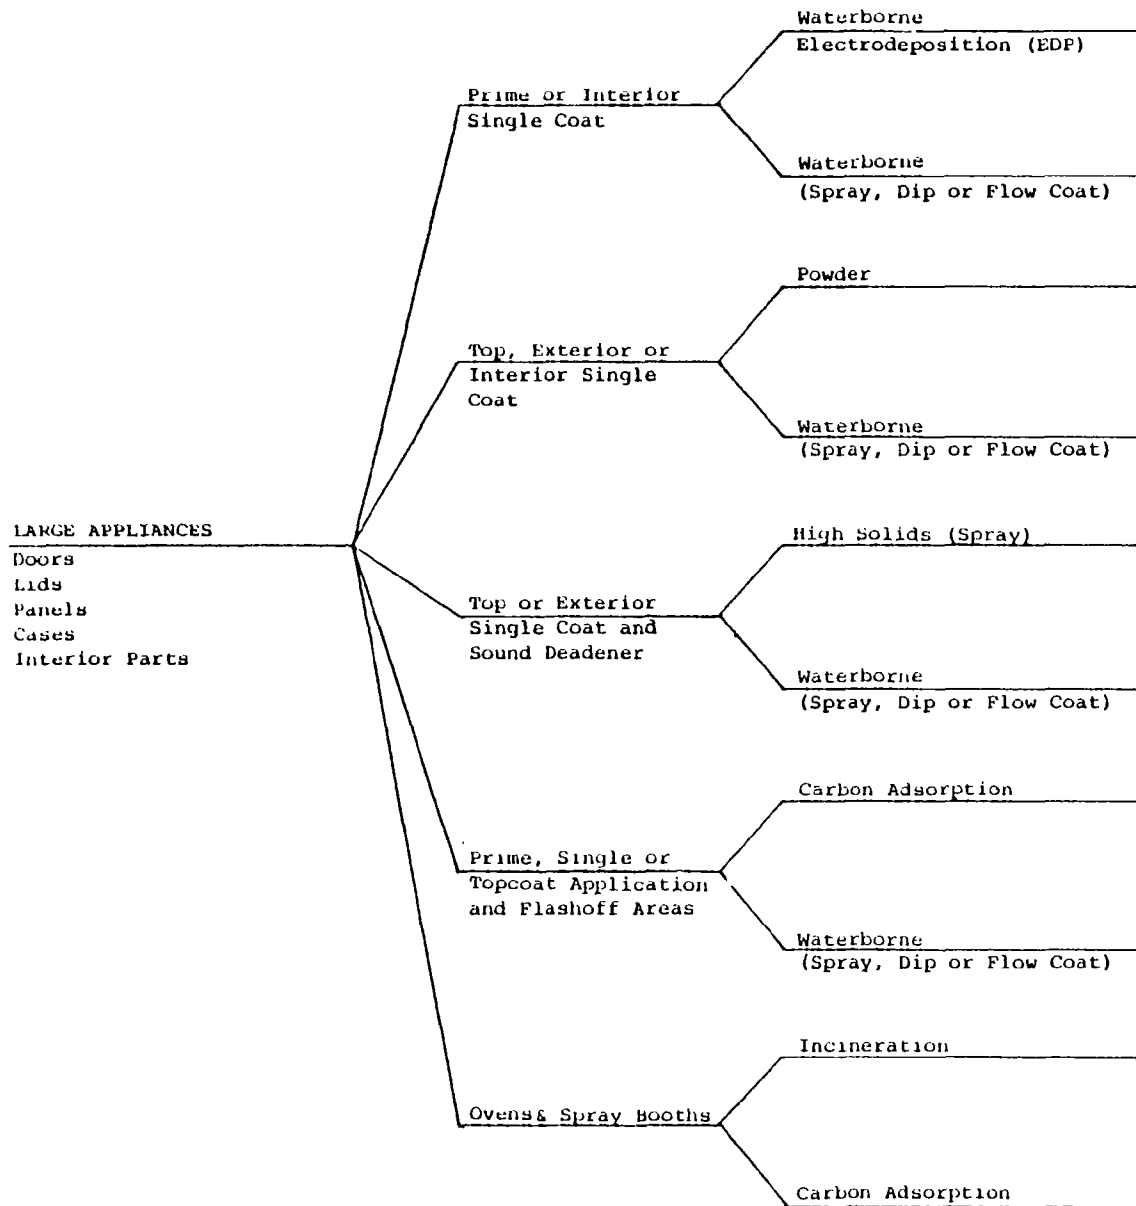 Waterborne
Electrodeposition (EDP)
Prime or Interior
Single Coat
Waterborne
(Spray, Dip or Flow Coat)
Powder
Top, Exterior or
Interior Single
Coat
Waterborne
(Spray, Dip or Flow Coat)
LARGE APPLIANCES
Doors
Lids
Panels
Cases
Interior Parts
High Solids (Spray)
Top or Exterior
Single Coat and
Sound Deadener
Waterborne
(Spray, Dip or Flow Coat)
Carbon Adsorption
Prime, Single or
Topcoat Application
and Flashoff Areas
Waterborne
(Spray, Dip or Flow Coat)
Incineration
Ovens& Spray Booths
Carbon Adsorption